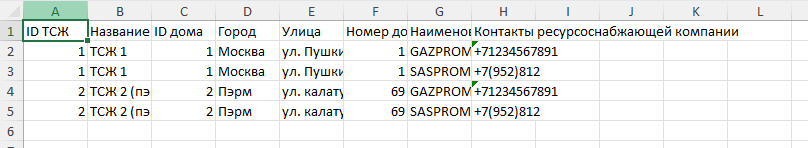 A B C D E F G H I J K L
1 ID ТСЖ Название ID дома Город Улица Номер до Наименов Контакты ресурсоснабжающей компании
2 1 ТСЖ 1 1 Москва ул. Пушки 1 GAZPROM +71234567891
3 1 ТСЖ 1 1 Москва ул. Пушки 1 SASPROM +7(952)812
4 2 ТСЖ 2 (пэ 2 Пэрм ул. калату 69 GAZPROM +71234567891
5 2 ТСЖ 2 (пэ 2 Пэрм ул. калату 69 SASPROM +7(952)812
6
7